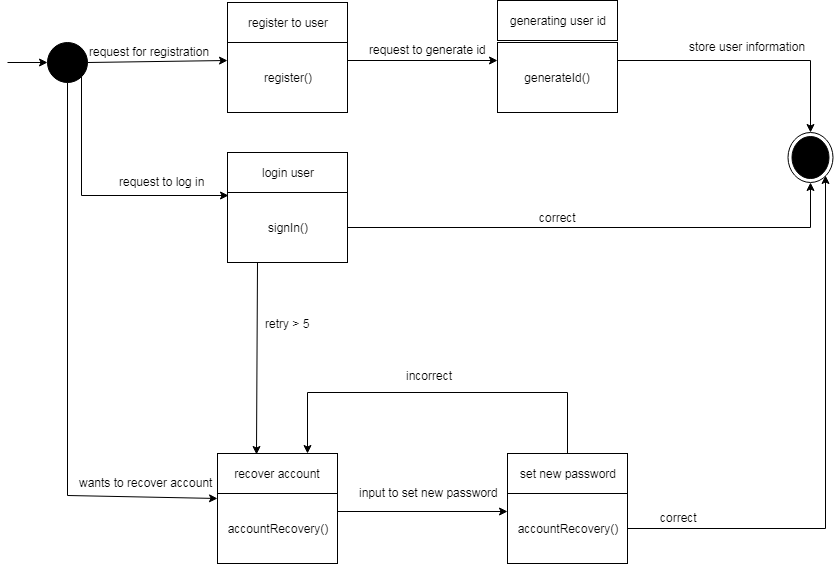 register to user
generating user id
request for registration
request to generate id
store user information
register()
generateId()
request to log in
login user
signIn()
correct
retry > 5
incorrect
recover account
set new password
wants to recover account
input to set new password
accountRecovery()
accountRecovery()
correct